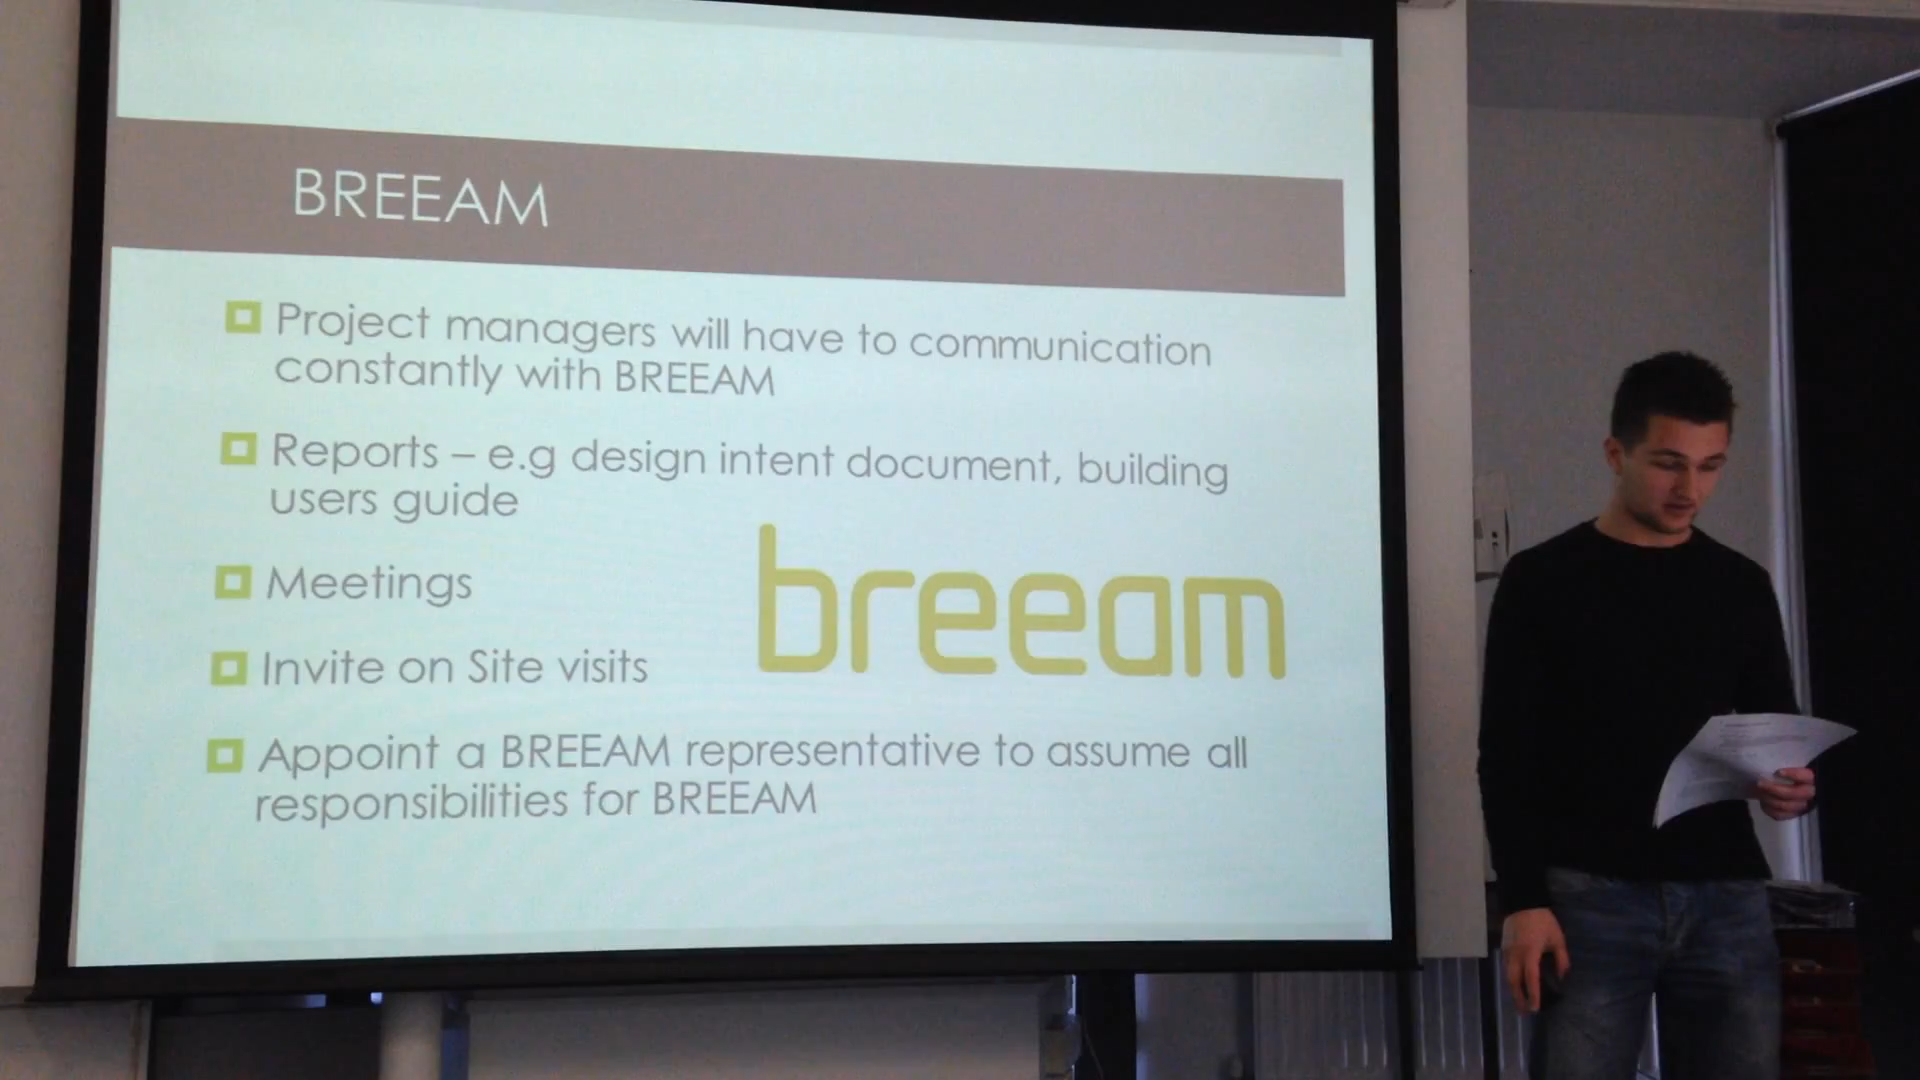 BREEAM
Project managers will have to communication
constantly with BREEAM
Reports – e.g design intent document, building
users guide
Meetings
breeam
Invite on Site visits
Appoint a BREEAM representative to assume all
responsibilities for BREEAM